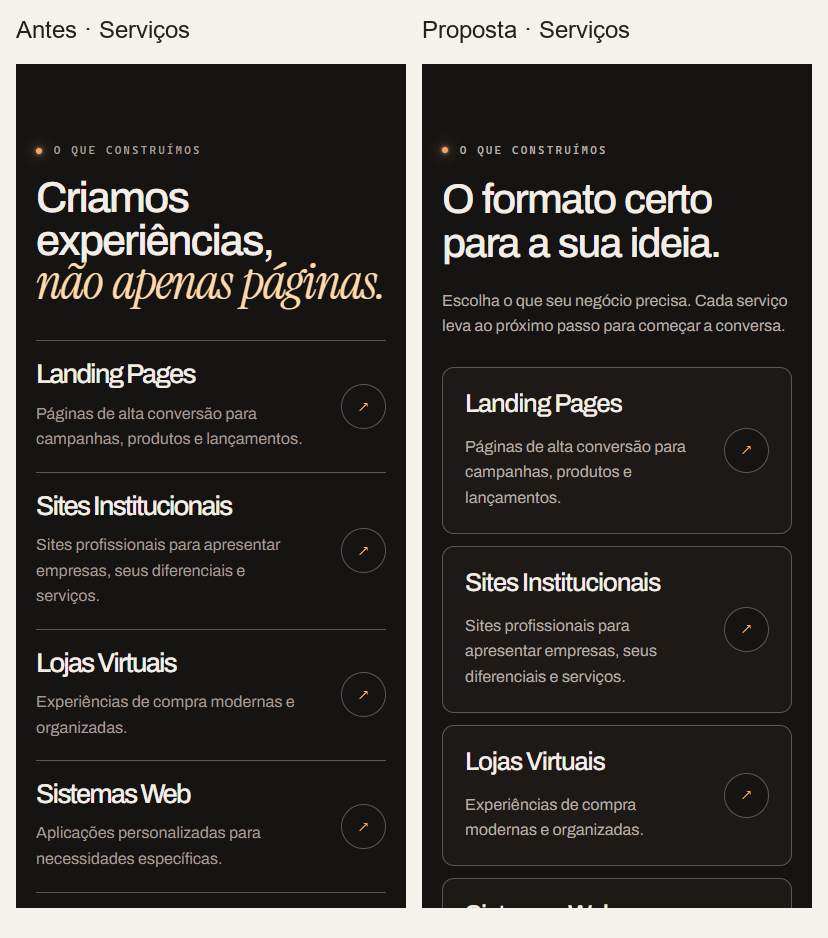 Antes · Serviços
O QUE CONSTRUÍMOS
Criamos
experiências,
não apenas páginas.
Landing Pages
Páginas de alta conversão para
campanhas, produtos e lançamentos.
↗
Sites Institucionais
Sites profissionais para apresentar
empresas, seus diferenciais e
serviços.
↗
Lojas Virtuais
Experiências de compra modernas e
organizadas.
↗
Sistemas Web
Aplicações personalizadas para
necessidades específicas.
↗
Proposta · Serviços
O QUE CONSTRUÍMOS
O formato certo
para a sua ideia.
Escolha o que seu negócio precisa. Cada serviço
leva ao próximo passo para começar a conversa.
Landing Pages
Páginas de alta conversão para
campanhas, produtos e
lançamentos.
↗
Sites Institucionais
Sites profissionais para
apresentar empresas, seus
diferenciais e serviços.
↗
Lojas Virtuais
Experiências de compra
modernas e organizadas.
↗